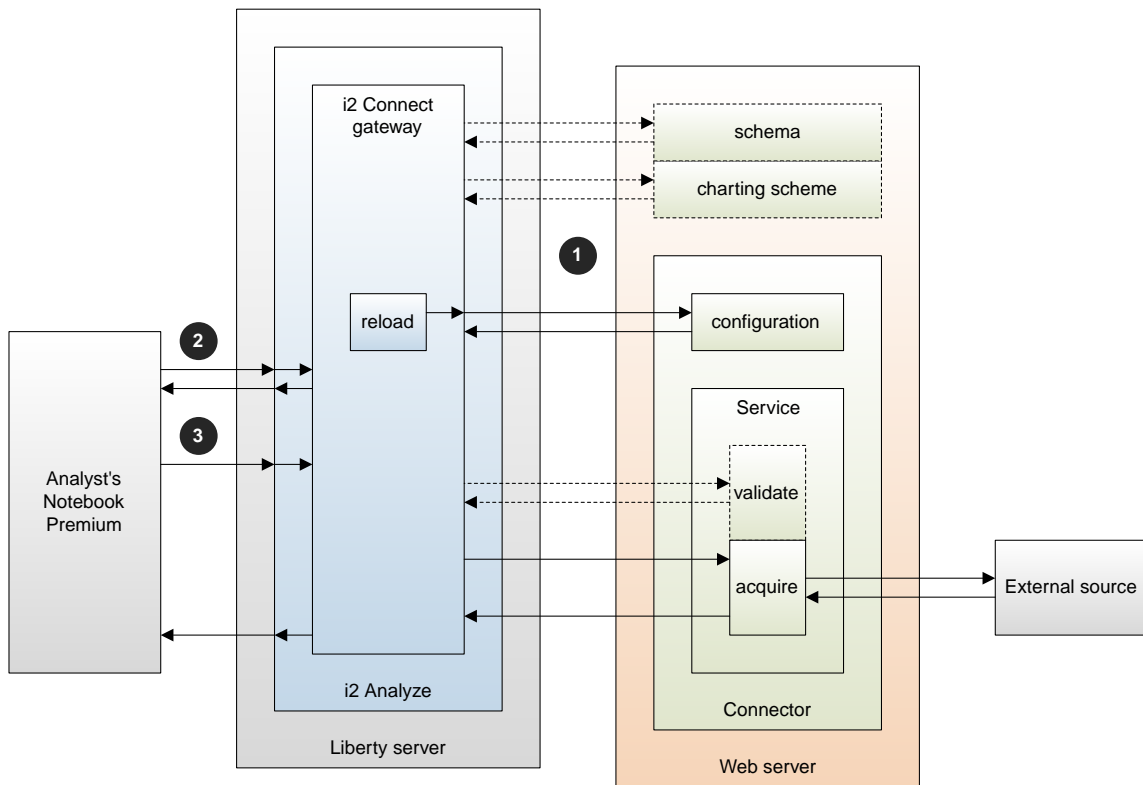 i2 Connect
gateway
schema
charting scheme
1
reload
configuration
2
3
Analyst's
Notebook
Premium
Service
validate
acquire
External source
i2 Analyze
Connector
Liberty server
Web server